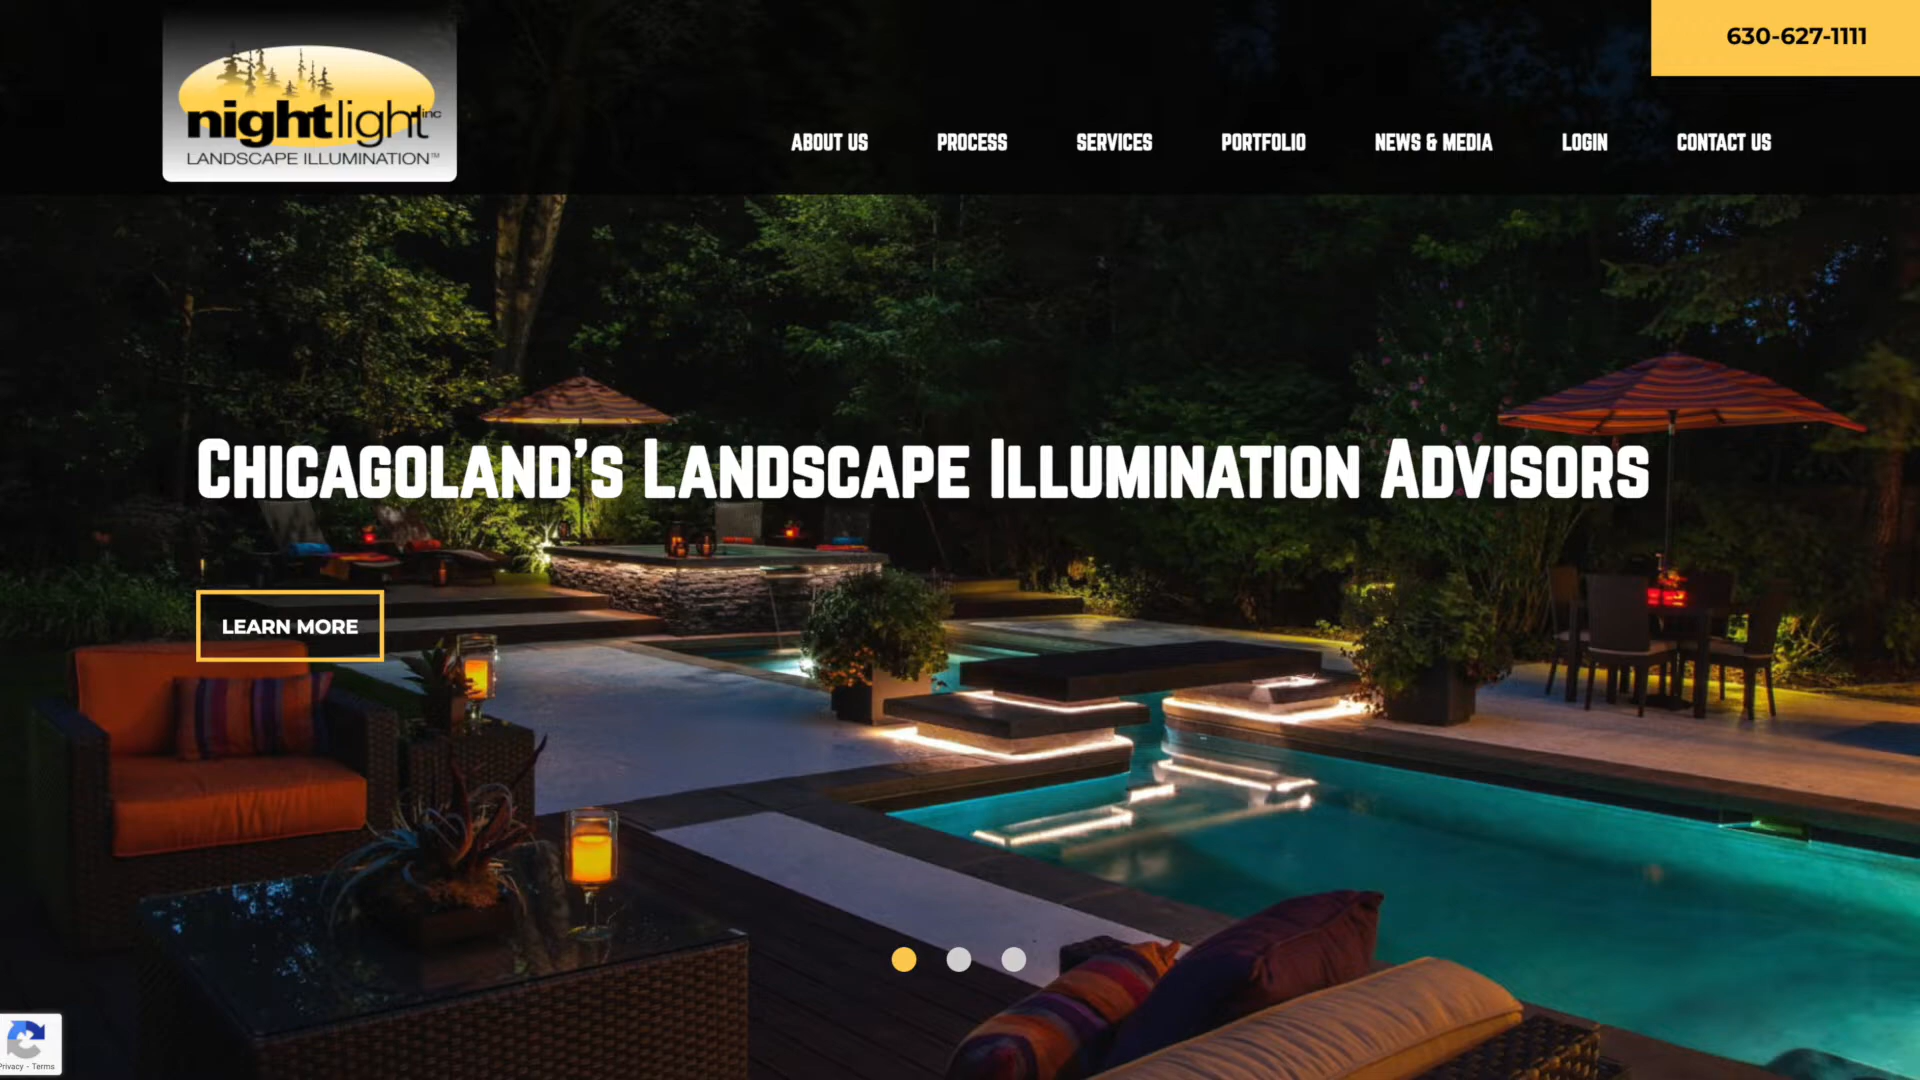 630-627-1111
nightlight inc
LANDSCAPE ILLUMINATION™
ABOUT US
PROCESS
SERVICES
PORTFOLIO
NEWS & MEDIA
LOGIN
CONTACT US
CHICAGOLAND'S LANDSCAPE ILLUMINATION ADVISORS
LEARN MORE
Privacy - Terms